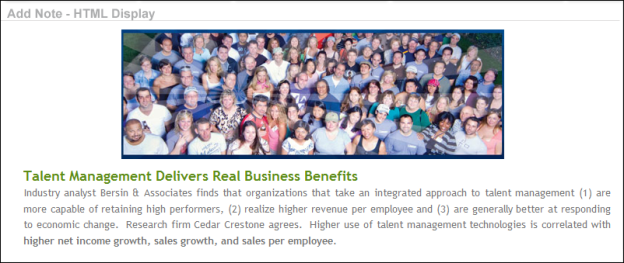 Add Note - HTML Display
Talent Management Delivers Real Business Benefits
Industry analyst Bersin & Associates finds that organizations that take an integrated approach to talent management (1) are
more capable of retaining high performers, (2) realize higher revenue per employee and (3) are generally better at responding
to economic change. Research firm Cedar Crestone agrees. Higher use of talent management technologies is correlated with
higher net income growth, sales growth, and sales per employee.